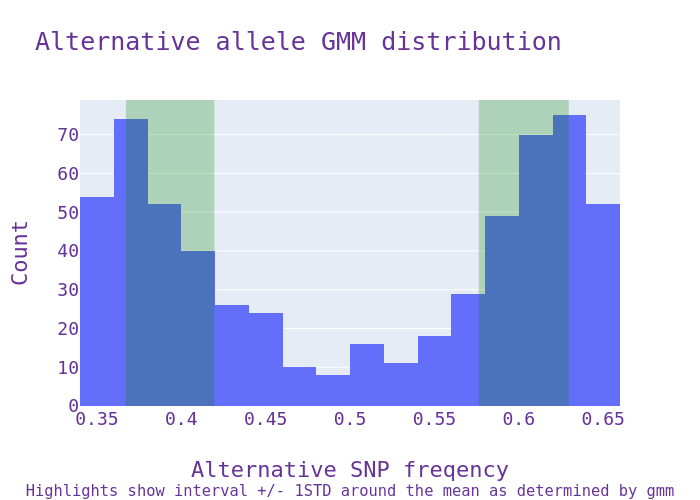 Alternative allele GMM distribution
70
60
50
40
30
20
10
0
Count
0.35 0.4 0.45 0.5 0.55 0.6 0.65
Alternative SNP freqency
Highlights show interval +/- 1STD around the mean as determined by gmm